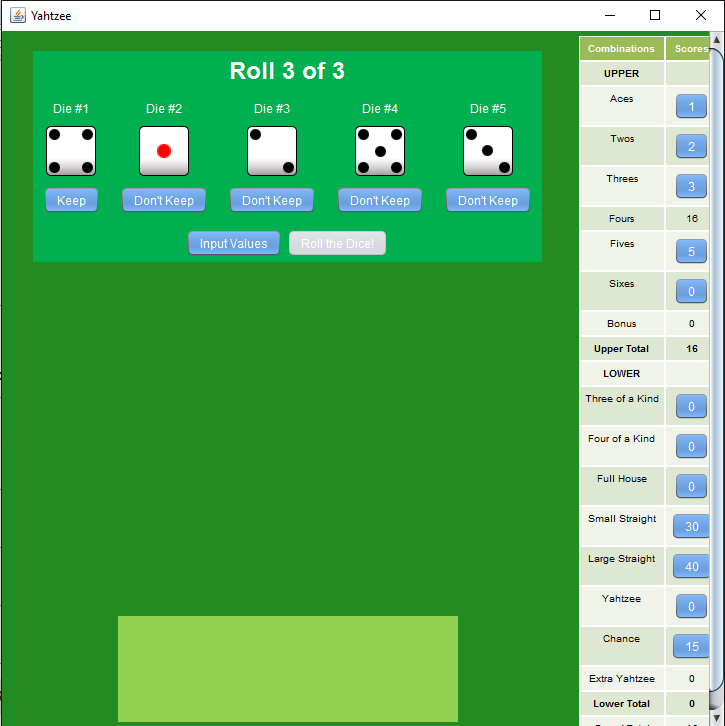 Yahtzee
Roll 3 of 3
Die #1 Die #2 Die #3 Die #4 Die #5
Keep Don't Keep Don't Keep Don't Keep Don't Keep
Input Values Roll the Dice!
Combinations Scores
UPPER
Aces 1
Twos 2
Threes 3
Fours 16
Fives 5
Sixes 0
Bonus 0
Upper Total 16
LOWER
Three of a Kind 0
Four of a Kind 0
Full House 0
Small Straight 30
Large Straight 40
Yahtzee 0
Chance 15
Extra Yahtzee 0
Lower Total 0